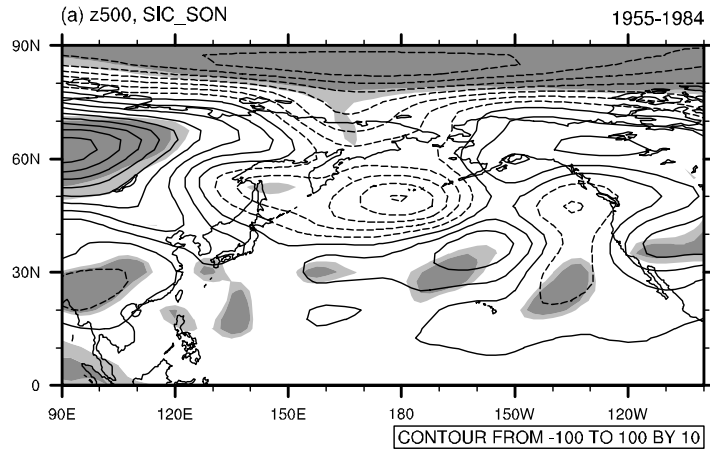 (a) z500, SIC_SON 1955-1984
90N
60N
30N
0
90E 120E 150E 180 150W 120W
CONTOUR FROM -100 TO 100 BY 10